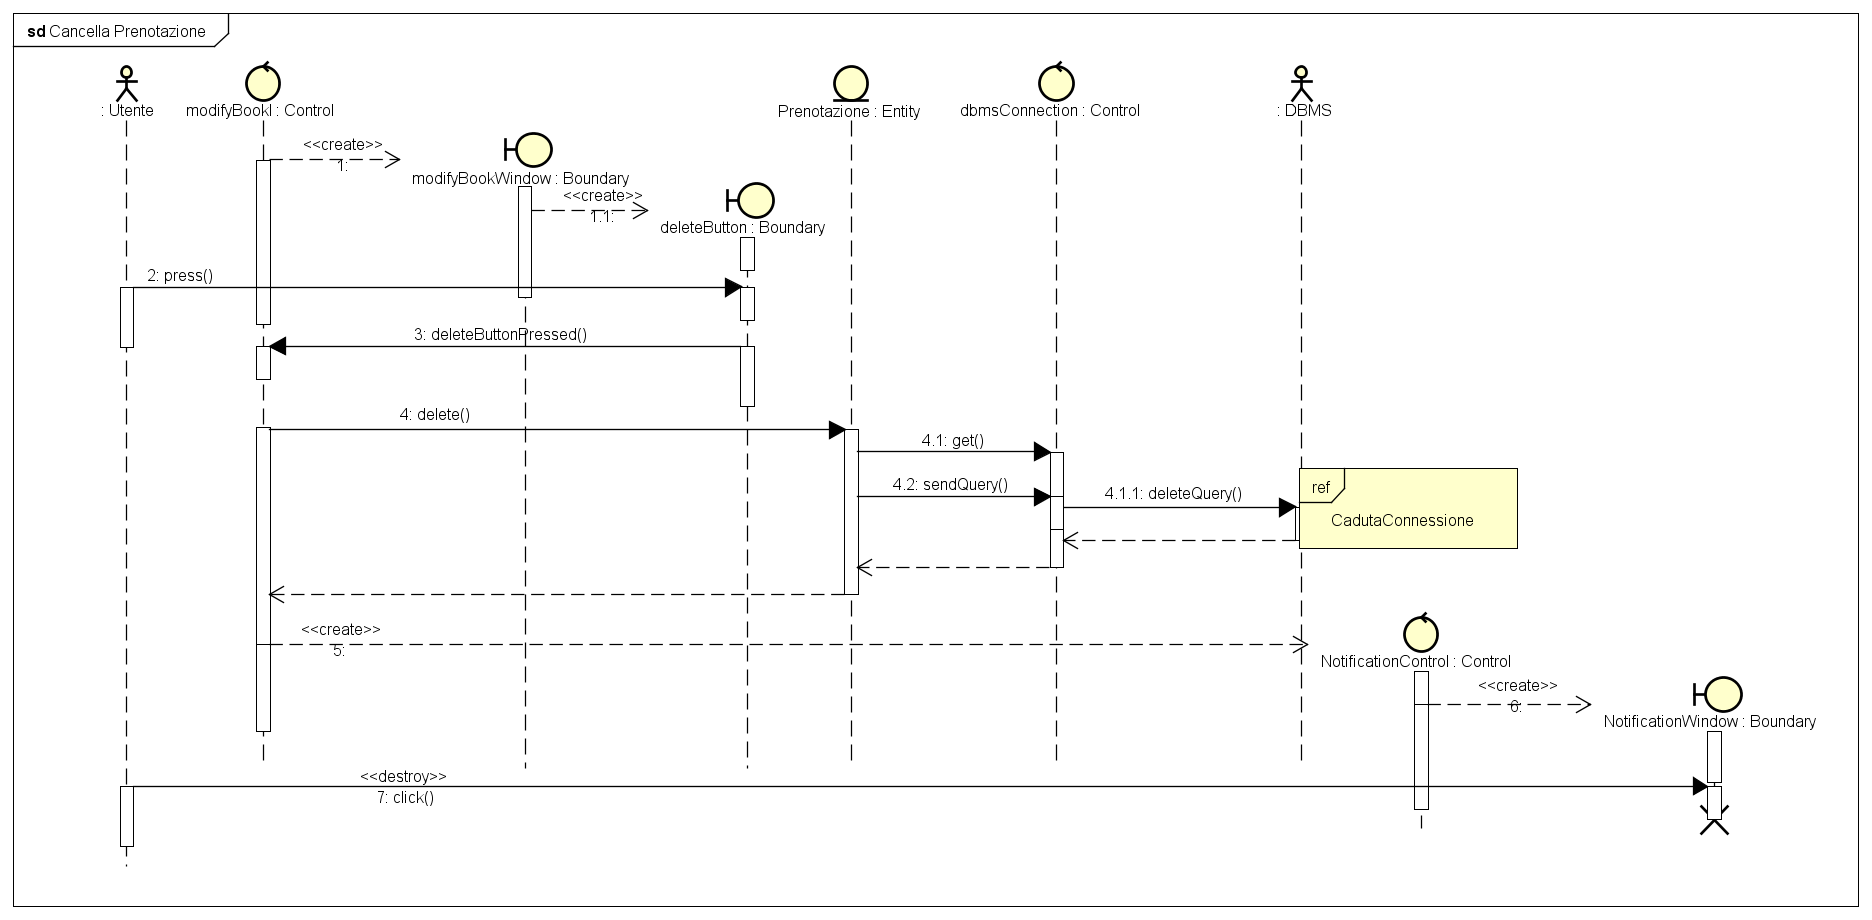 sd Cancella Prenotazione
: Utente
modifyBookI : Control
Prenotazione : Entity
dbmsConnection : Control
: DBMS
<<create>>
1:
modifyBookWindow : Boundary
<<create>>
1.1:
deleteButton : Boundary
2: press()
3: deleteButtonPressed()
4: delete()
4.1: get()
4.2: sendQuery()
4.1.1: deleteQuery()
ref
CadutaConnessione
<<create>>
5:
NotificationControl : Control
<<create>>
6:
NotificationWindow : Boundary
<<destroy>>
7: click()